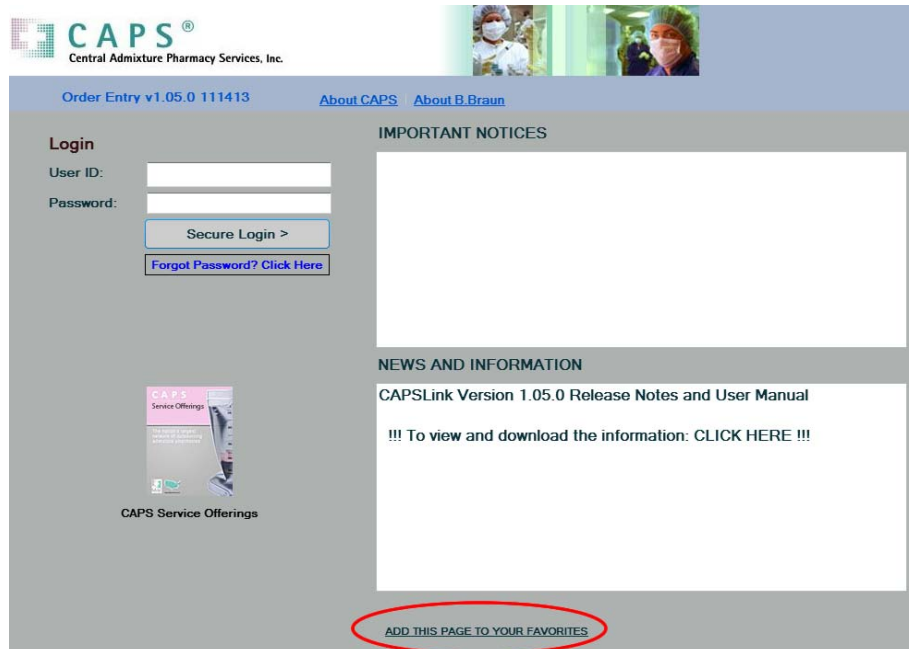 CAPS®
Central Admixture Pharmacy Services, Inc.
Order Entry v1.05.0 111413
About CAPS
About B.Braun
Login
User ID:
Password:
Secure Login >
Forgot Password? Click Here
IMPORTANT NOTICES
NEWS AND INFORMATION
CAPSLink Version 1.05.0 Release Notes and User Manual
!!! To view and download the information: CLICK HERE !!!
CAPS
Service Offerings
CAPS Service Offerings
ADD THIS PAGE TO YOUR FAVORITES